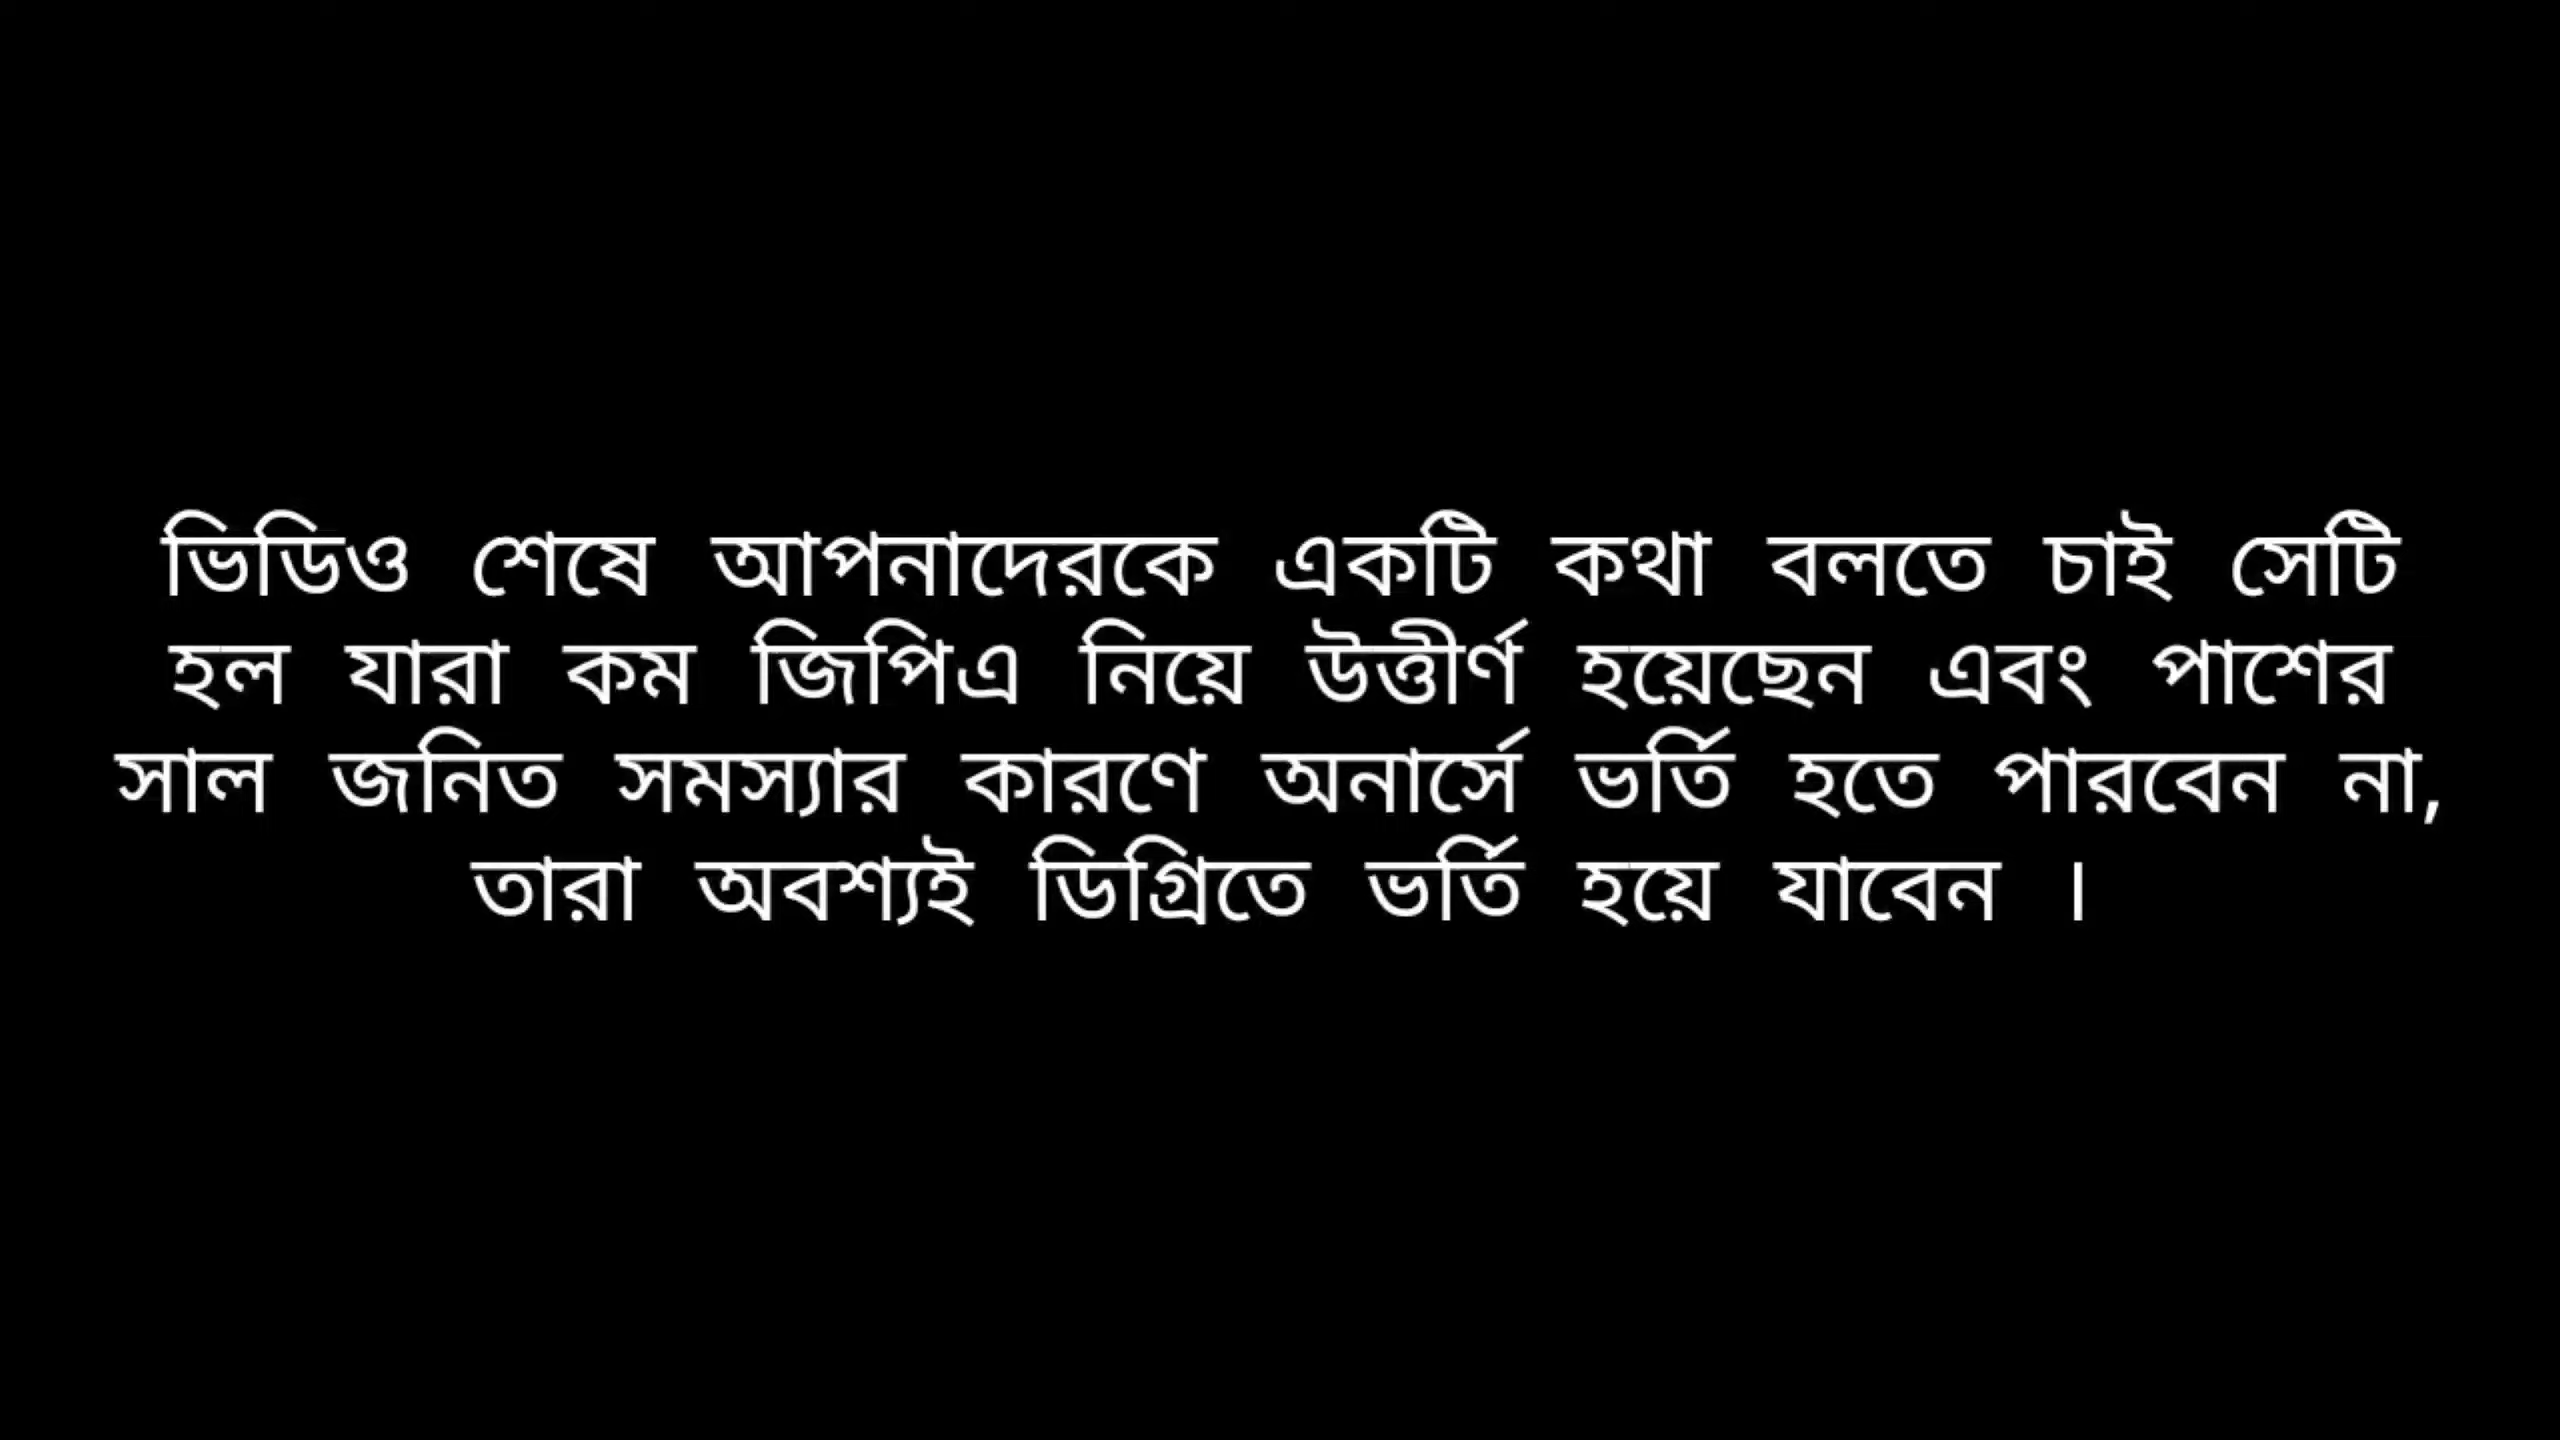 ভিডিও শেষে আপনাদেরকে একটি কথা বলতে চাই সেটি
হল যারা কম জিপিএ নিয়ে উত্তীর্ণ হয়েছেন এবং পাশের
সাল জনিত সমস্যার কারণে অনার্সে ভর্তি হতে পারবেন না,
তারা অবশ্যই ডিগ্রিতে ভর্তি হয়ে যাবেন ।